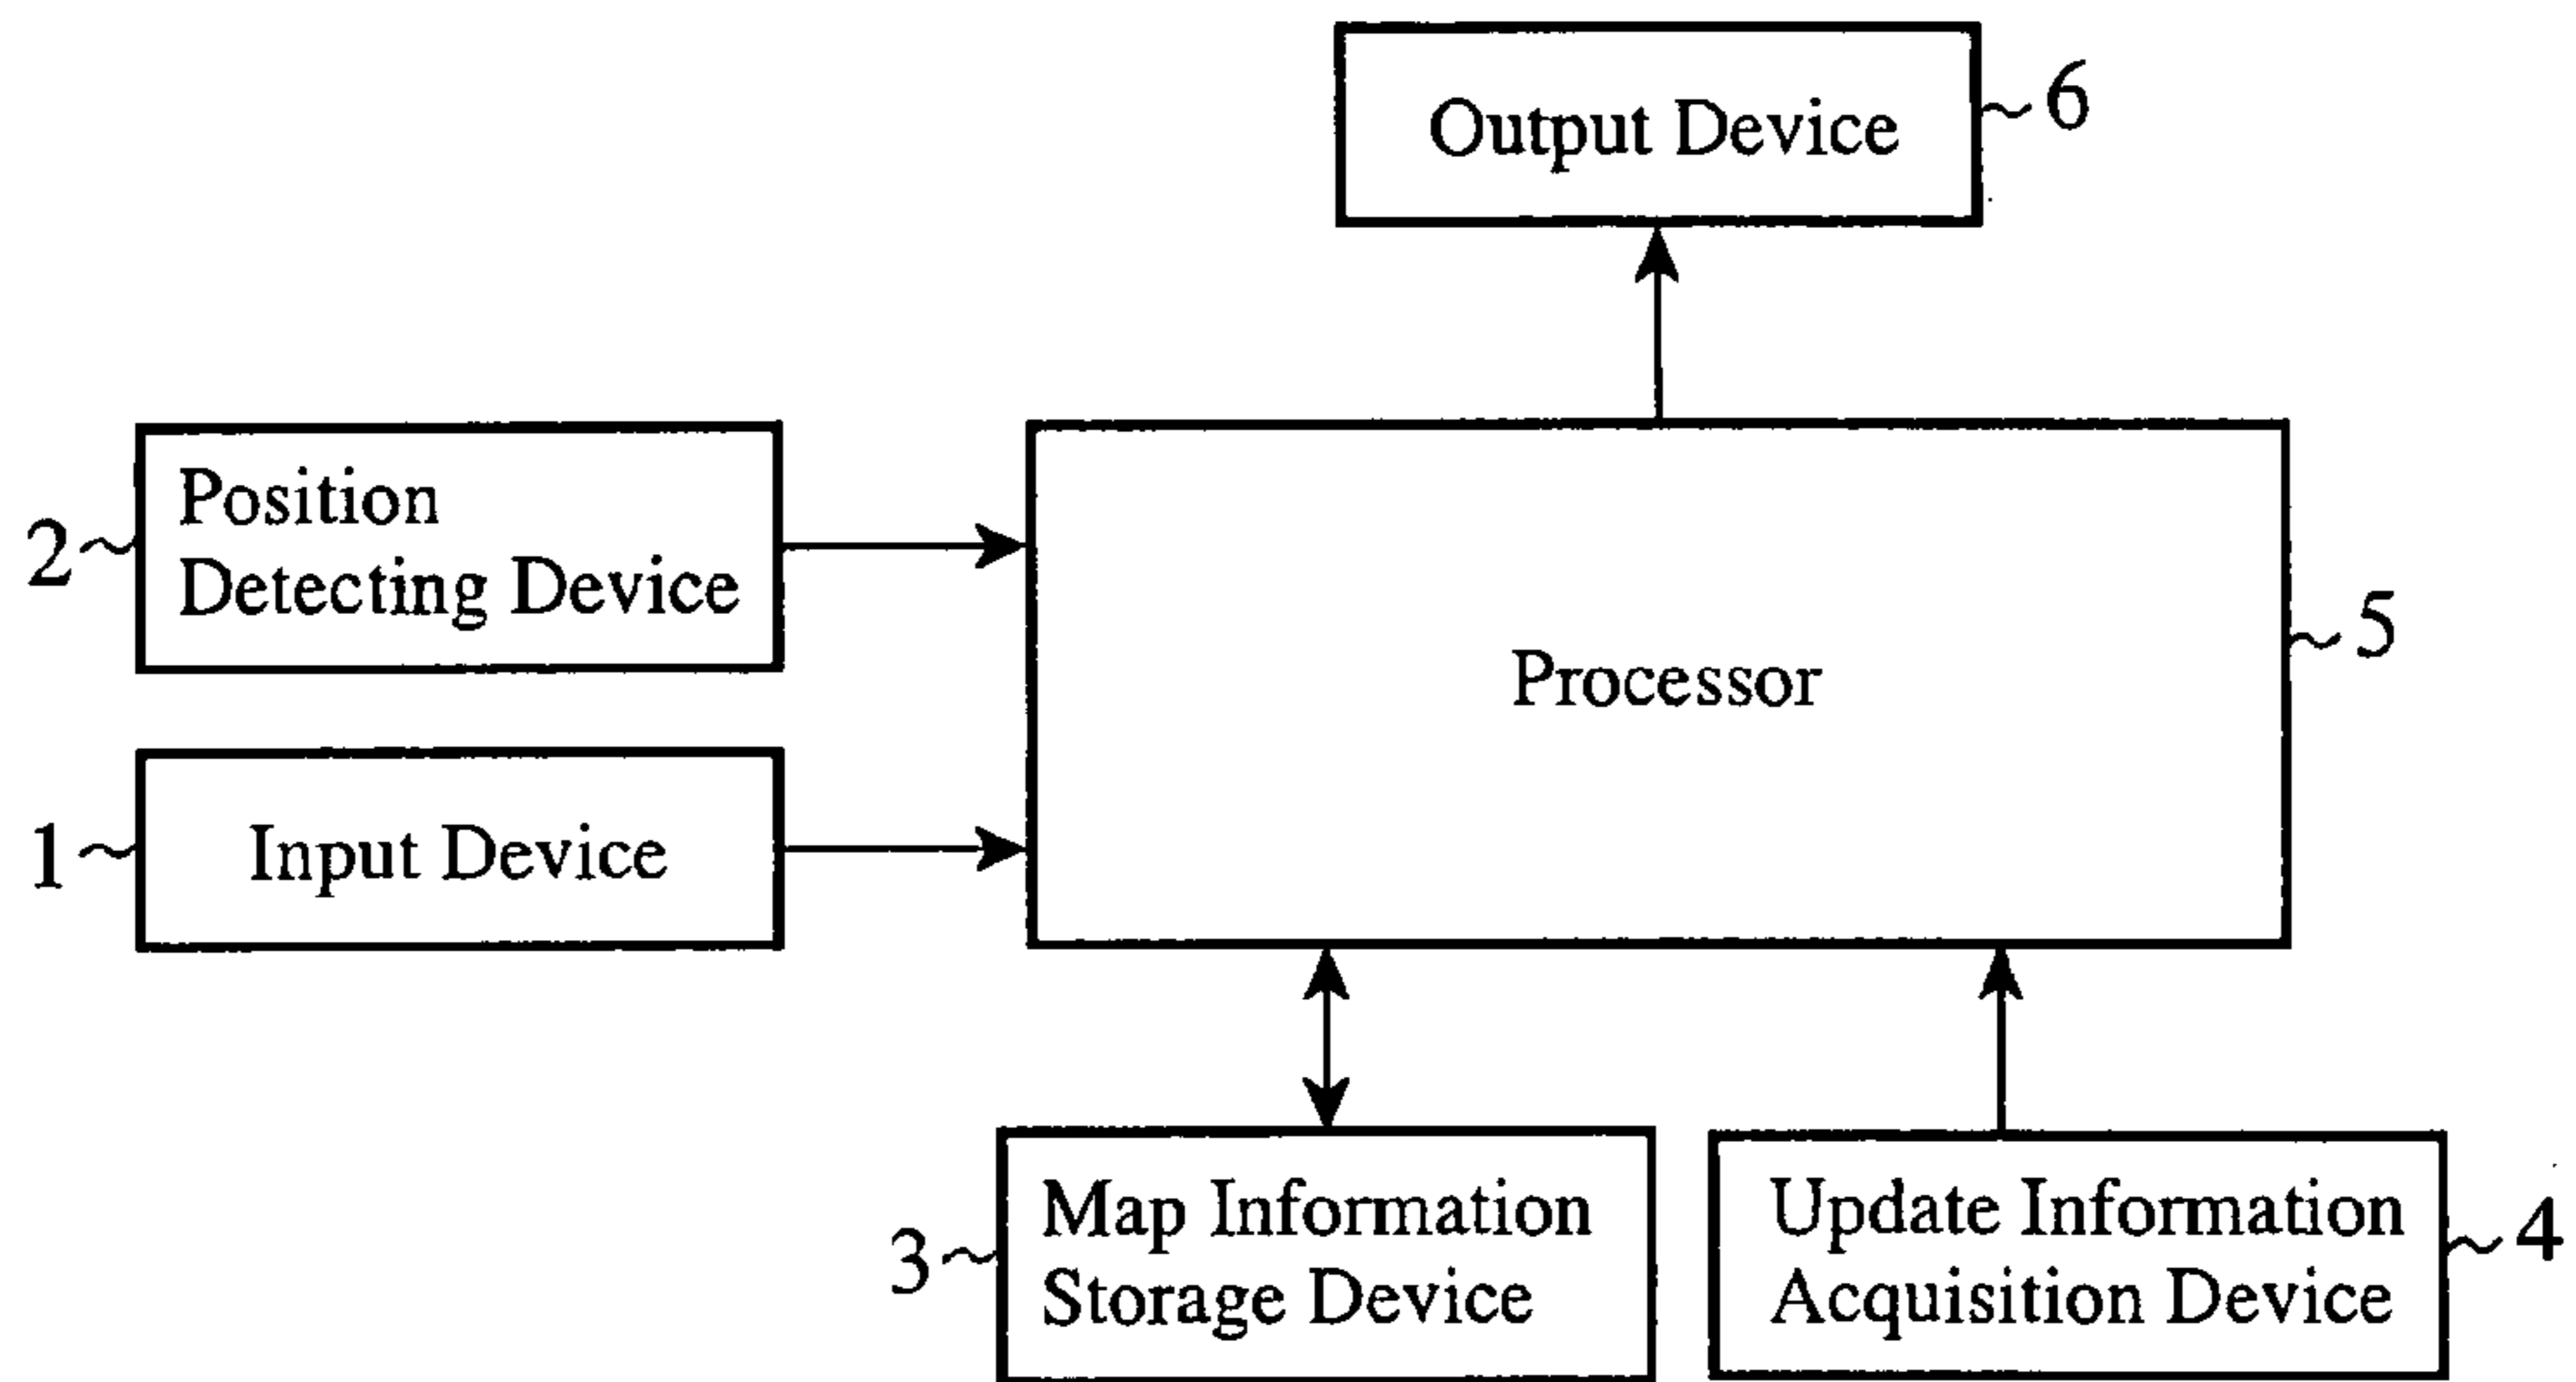 Output Device
6
Position
Detecting Device
2
Processor
5
Input Device
1
Map Information
Storage Device
3
Update Information
Acquisition Device
4